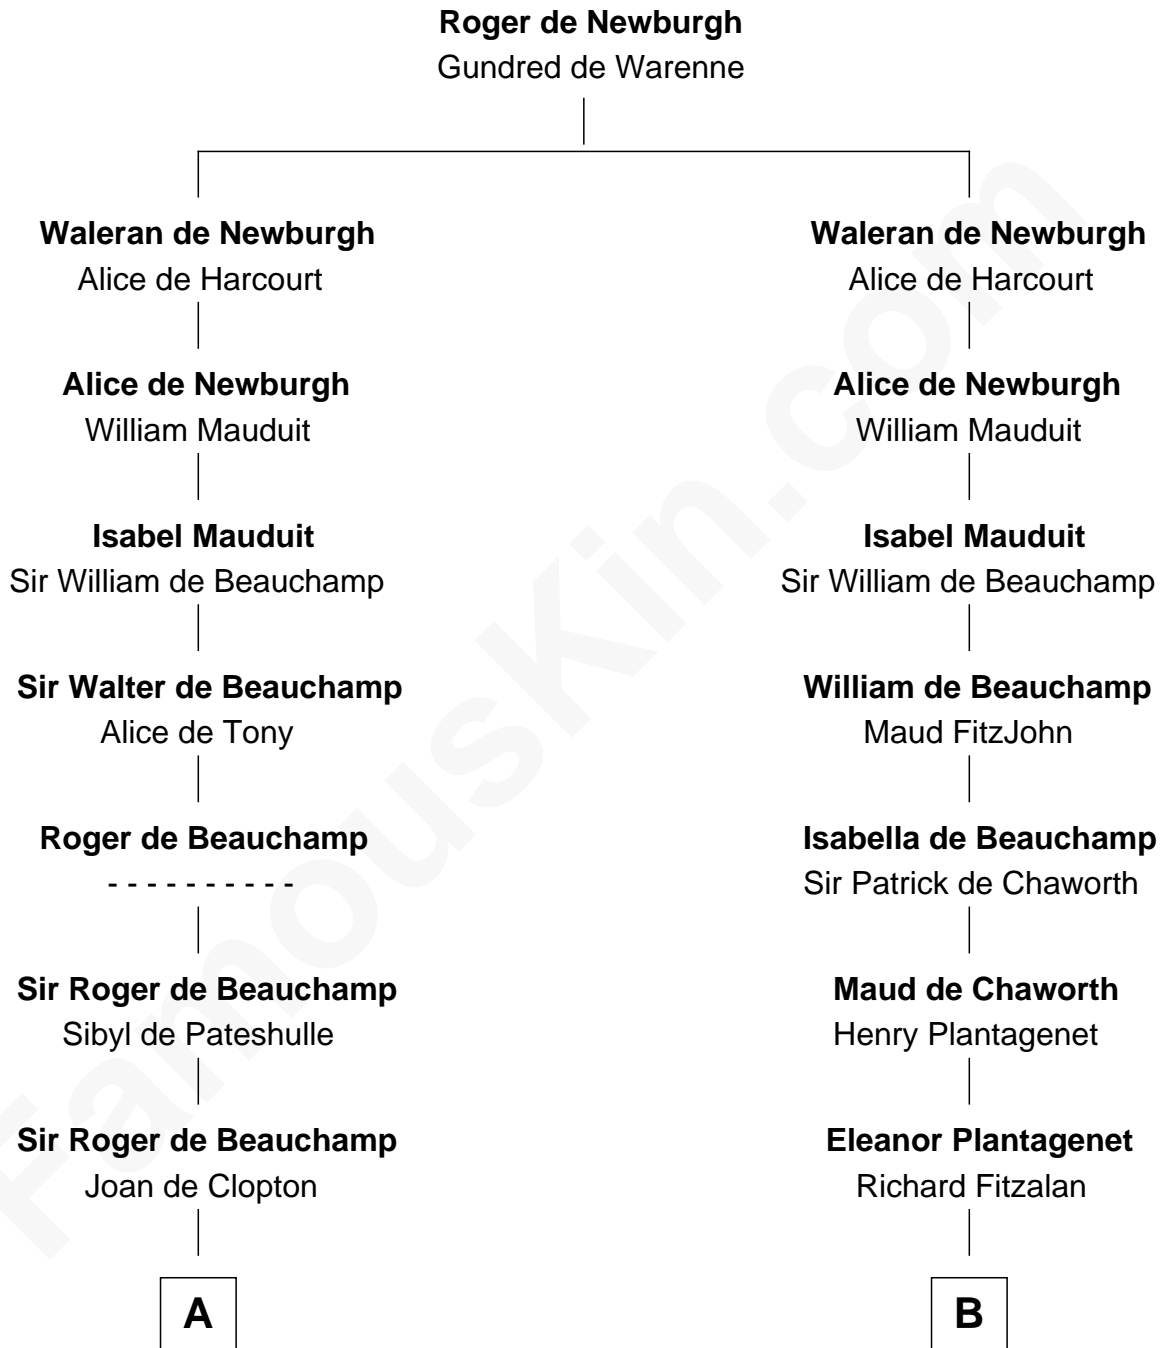 Roger de Newburgh
Gundred de Warenne
Waleran de Newburgh
Alice de Harcourt
Alice de Newburgh
William Mauduit
Isabel Mauduit
Sir William de Beauchamp
Sir Walter de Beauchamp
Alice de Tony
Roger de Beauchamp
- - - - - - - - - -
Sir Roger de Beauchamp
Sibyl de Pateshulle
Sir Roger de Beauchamp
Joan de Clopton
A
Waleran de Newburgh
Alice de Harcourt
Alice de Newburgh
William Mauduit
Isabel Mauduit
Sir William de Beauchamp
William de Beauchamp
Maud FitzJohn
Isabella de Beauchamp
Sir Patrick de Chaworth
Maud de Chaworth
Henry Plantagenet
Eleanor Plantagenet
Richard Fitzalan
B
FamousKin.com